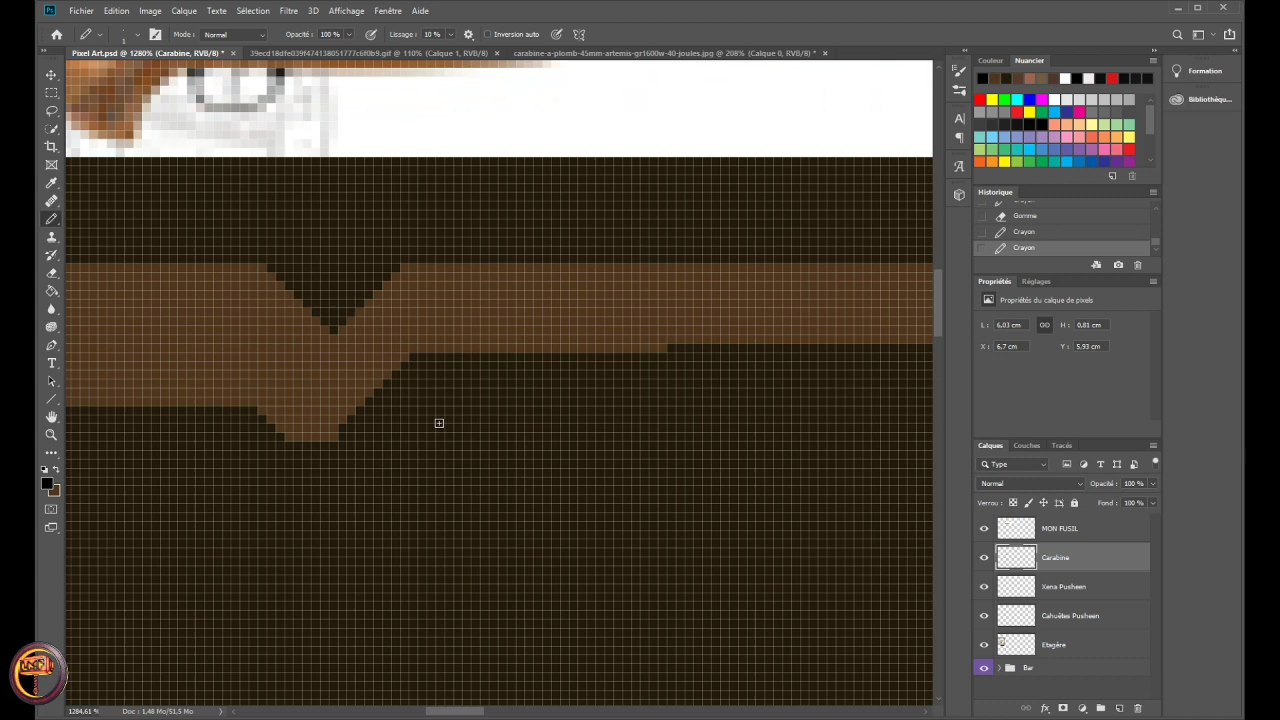 Fichier Edition Image Calque Texte Sélection Filtre 3D Affichage Fenêtre Aide
1 Mode : Normal Opacité : 100 % Lissage : 10 % Inversion auto
Pixel Art.psd @ 1280% (Carabine, RVB/8) * × 39ecd18dfe039f474138051777c6f0b9.gif @ 110% (Calque 1, RVB/8) × carabine-a-plomb-45mm-artemis-gr1600w-40-joules.jpg @ 208% (Calque 0, RVB/8) * ×
Couleur Nuancier
Formation
Bibliothèqu...
Historique
Gomme
Crayon
Crayon
Propriétés Réglages
Propriétés du calque de pixels
L : 6,03 cm H : 0,81 cm
X : 6,7 cm Y : 5,93 cm
Calques Couches Tracés
Type
Normal Opacité : 100 %
Verrou : Fond : 100 %
MON FUSIL
Carabine
Xena Pusheen
Cahuètes Pusheen
Etagère
Bar
1284,61 % Doc : 1,48 Mo/51,5 Mo